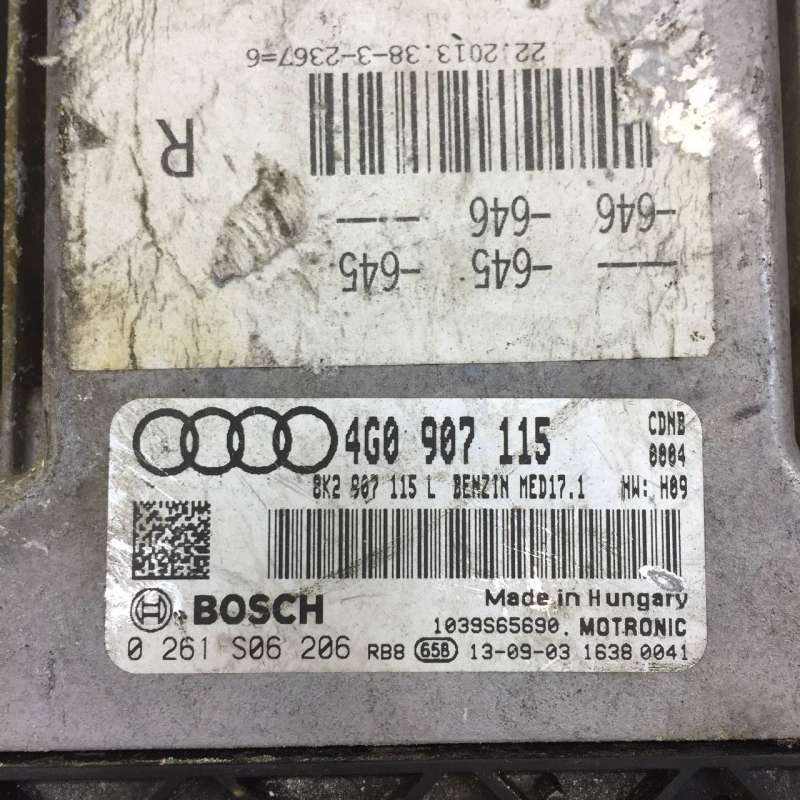 22.2013.38-3-2367=6
R
-646 -646 —
— -645 -645
4G0 907 115 CDNB
8K2 907 115 L BENZIN MED17.1 HW: H09
0004
BOSCH
Made in Hungary
1039S65690. MOTRONIC
0 261 S06 206 RB8 658 13-09-03 1638 0041